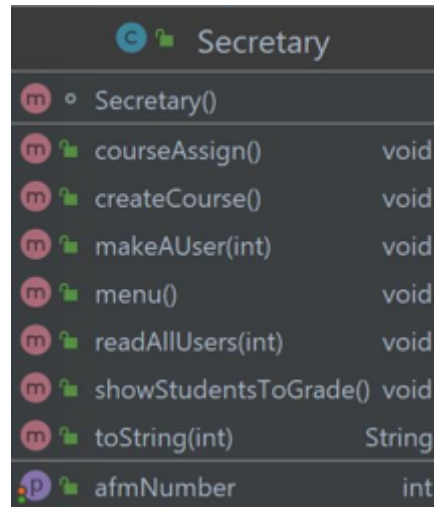 Secretary
Secretary()
courseAssign() void
createCourse() void
makeAUser(int) void
menu() void
readAllUsers(int) void
showStudentsToGrade() void
toString(int) String
afmNumber int